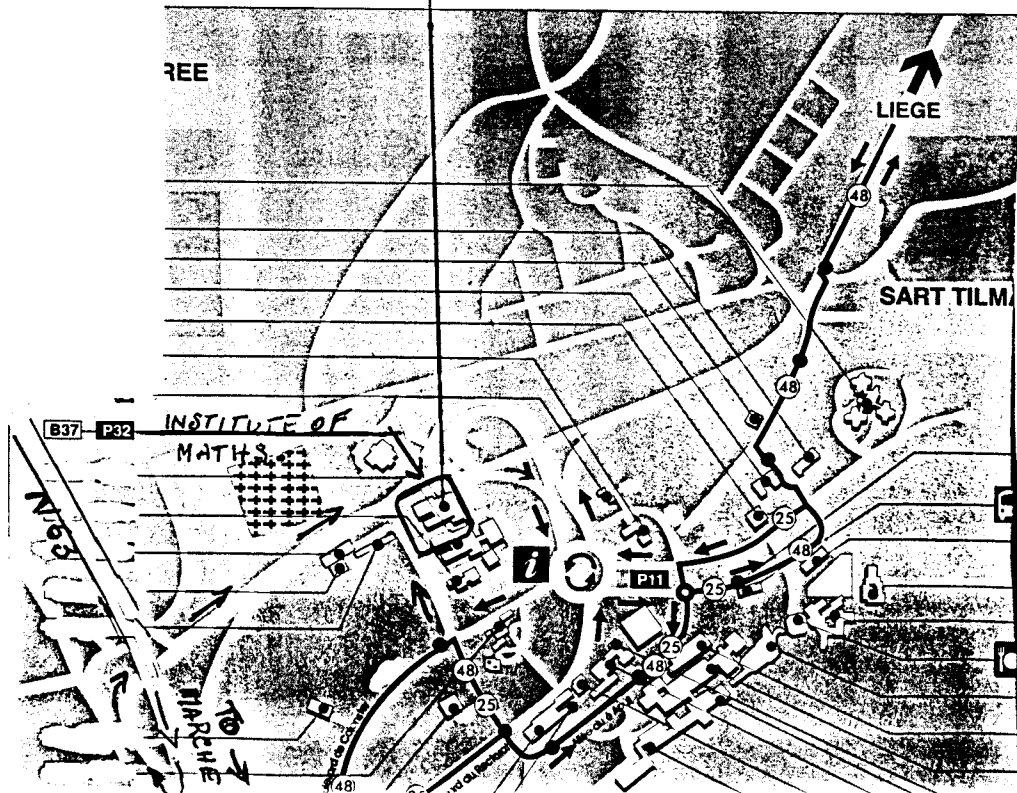 REE
LIEGE
48
SART TILMA
48
B37 P32 INSTITUTE OF
MATHS.
N63
25
48
i
P11
25
25
48
48
25
TO
MARCHE
48